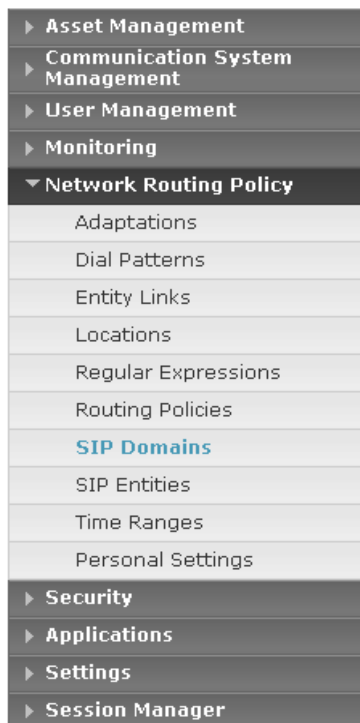 Asset Management
Communication System
Management
User Management
Monitoring
Network Routing Policy
Adaptations
Dial Patterns
Entity Links
Locations
Regular Expressions
Routing Policies
SIP Domains
SIP Entities
Time Ranges
Personal Settings
Security
Applications
Settings
Session Manager